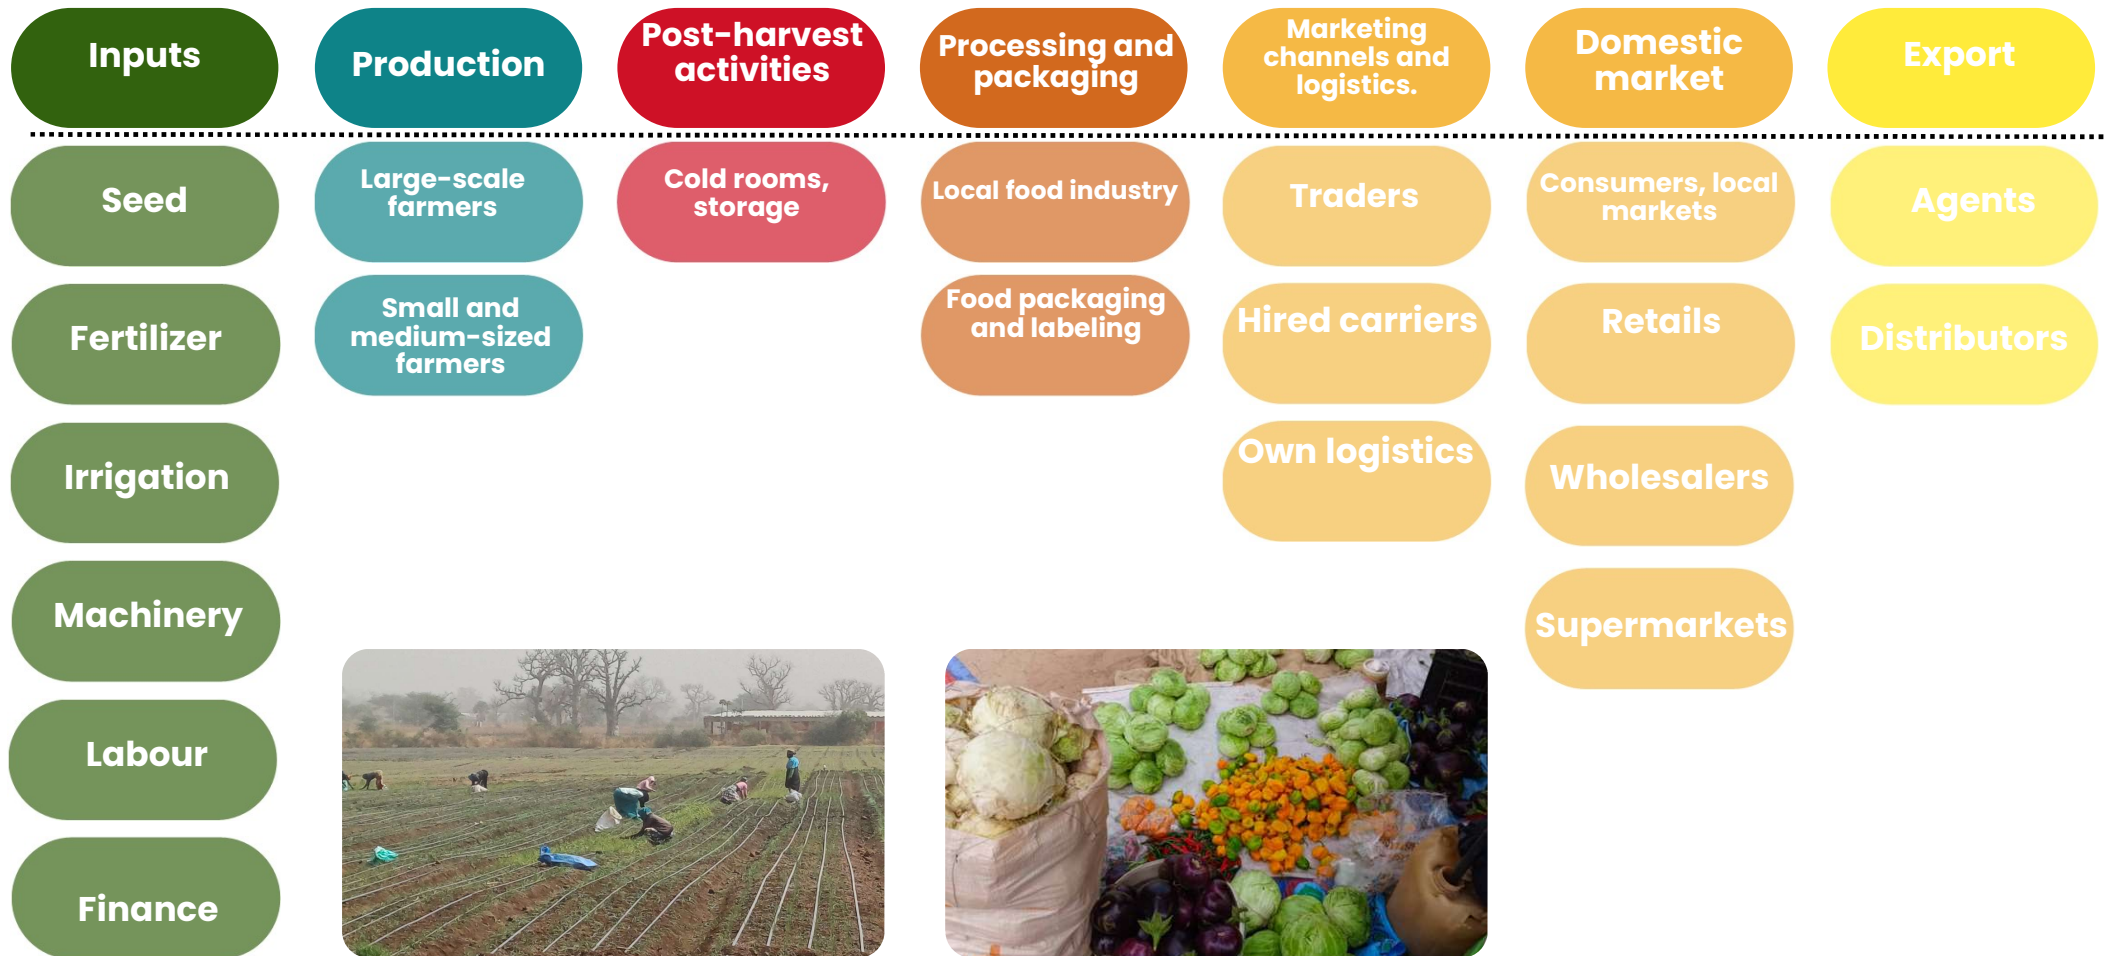 Inputs
Production
Post-harvest
activities
Processing and
packaging
Marketing
channels and
logistics.
Domestic
market
Export
Seed
Fertilizer
Irrigation
Machinery
Labour
Finance
Large-scale
farmers
Small and
medium-sized
farmers
Cold rooms,
storage
Local food industry
Food packaging
and labeling
Traders
Hired carriers
Own logistics
Consumers, local
markets
Retails
Wholesalers
Supermarkets
Agents
Distributors